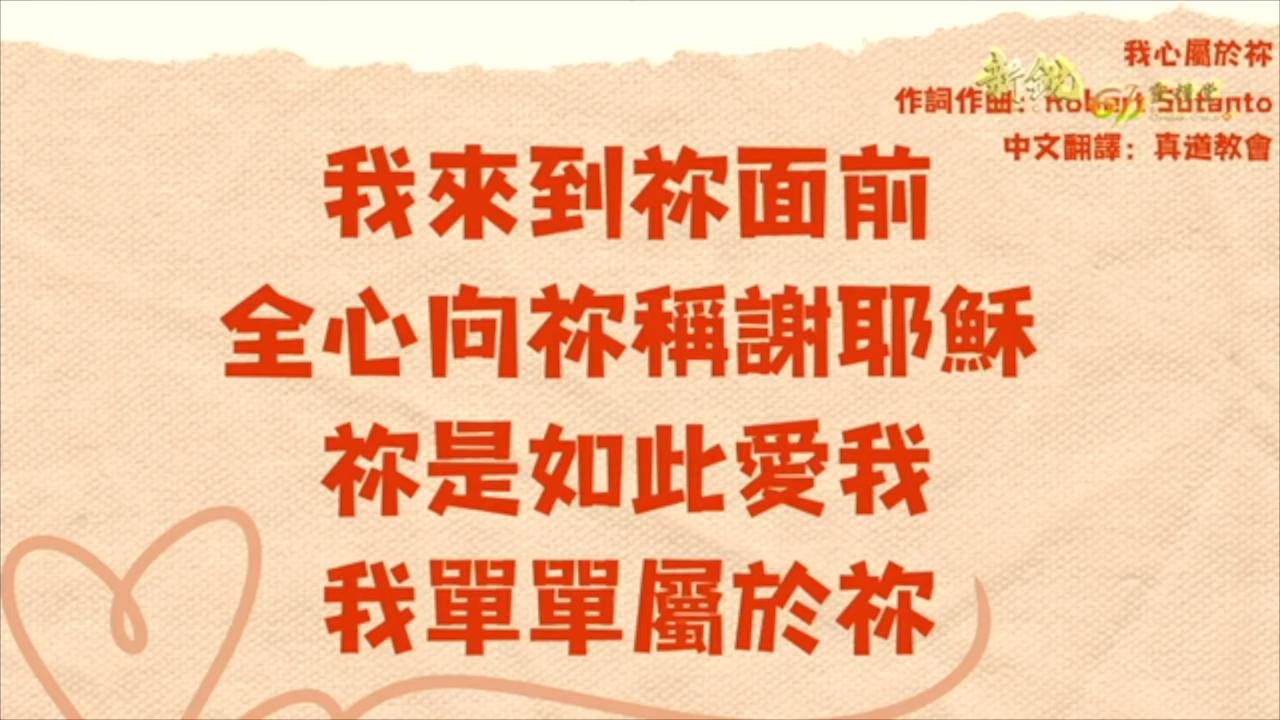 我心屬於祢
作詞作曲：Robert Sutanto
中文翻譯：真道教會
我來到祢面前
全心向祢稱謝耶穌
祢是如此愛我
我單單屬於祢